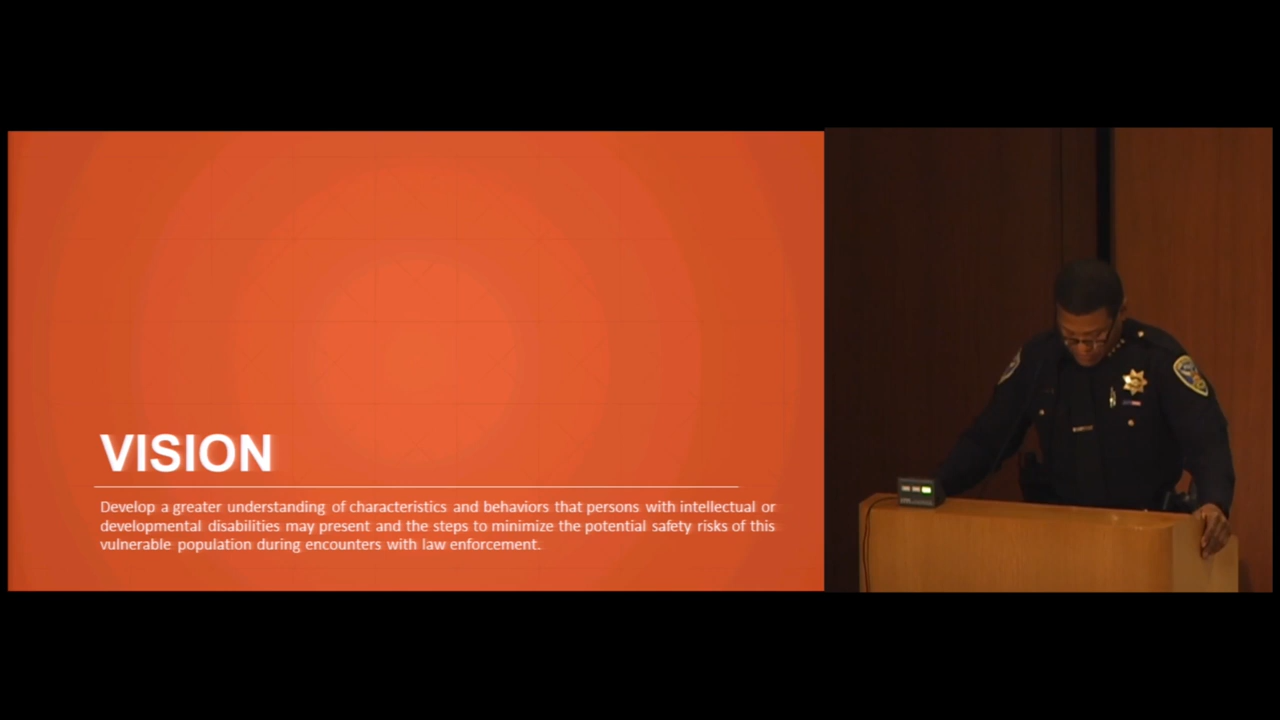 VISION
Develop a greater understanding of characteristics and behaviors that persons with intellectual or
developmental disabilities may present and the steps to minimize the potential safety risks of this
vulnerable population during encounters with law enforcement.